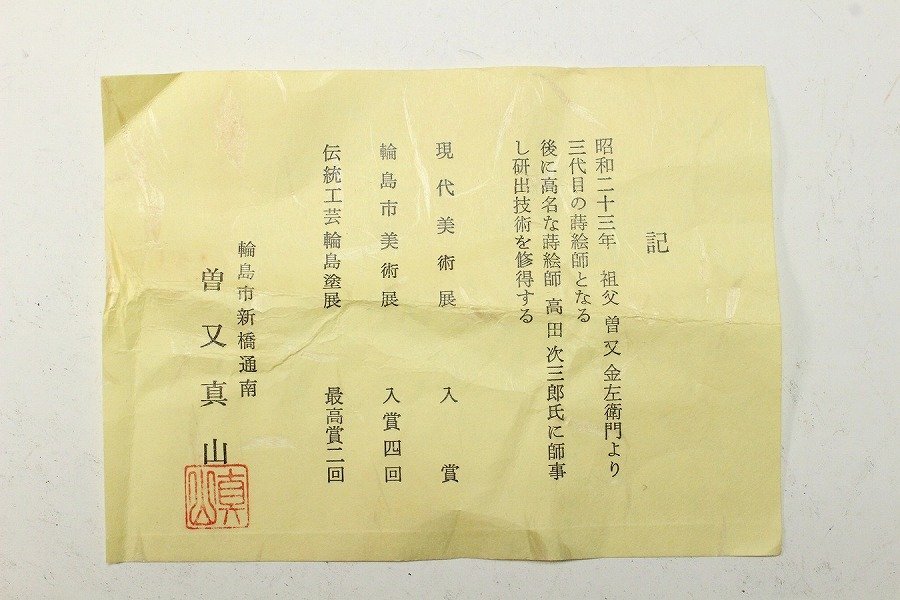 記
昭和二十三年 祖父 曽又 金左衛門より
三代目の蒔絵師となる
後に高名な蒔絵師 高田次三郎氏に師事
し研出技術を修得する
現代美術展 入賞
輪島市美術展 入賞四回
伝統工芸輪島塗展 最高賞二回
輪島市新橋通南
曽又真山
真山